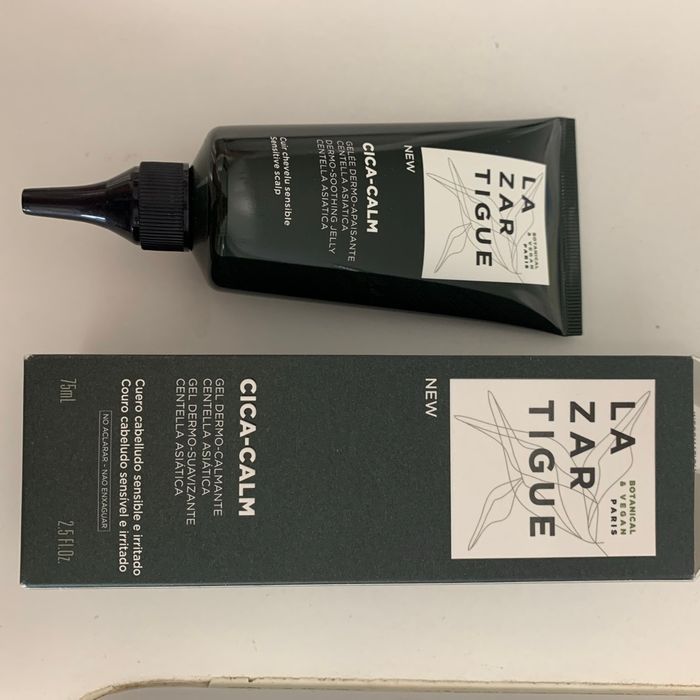 LA
ZAR
TIGUE
BOTANICAL
& VEGAN
PARIS
NEW
CICA-CALM
GELÉE DERMO-APAISANTE
CENTELLA ASIATICA
DERMO-SOOTHING JELLY
CENTELLA ASIATICA
Cuir chevelu sensible
Sensitive scalp
LA
ZAR
TIGUE
BOTANICAL
& VEGAN
PARIS
NEW
CICA-CALM
GEL DERMO-CALMANTE
CENTELLA ASIÁTICA
GEL DERMO-SUAVIZANTE
CENTELLA ASIÁTICA
Cuero cabelludo sensible e irritado
Couro cabeludo sensível e irritado
NO ACLARAR - NAO ENXAGUAR
75mL 2.5 Fl.Oz.